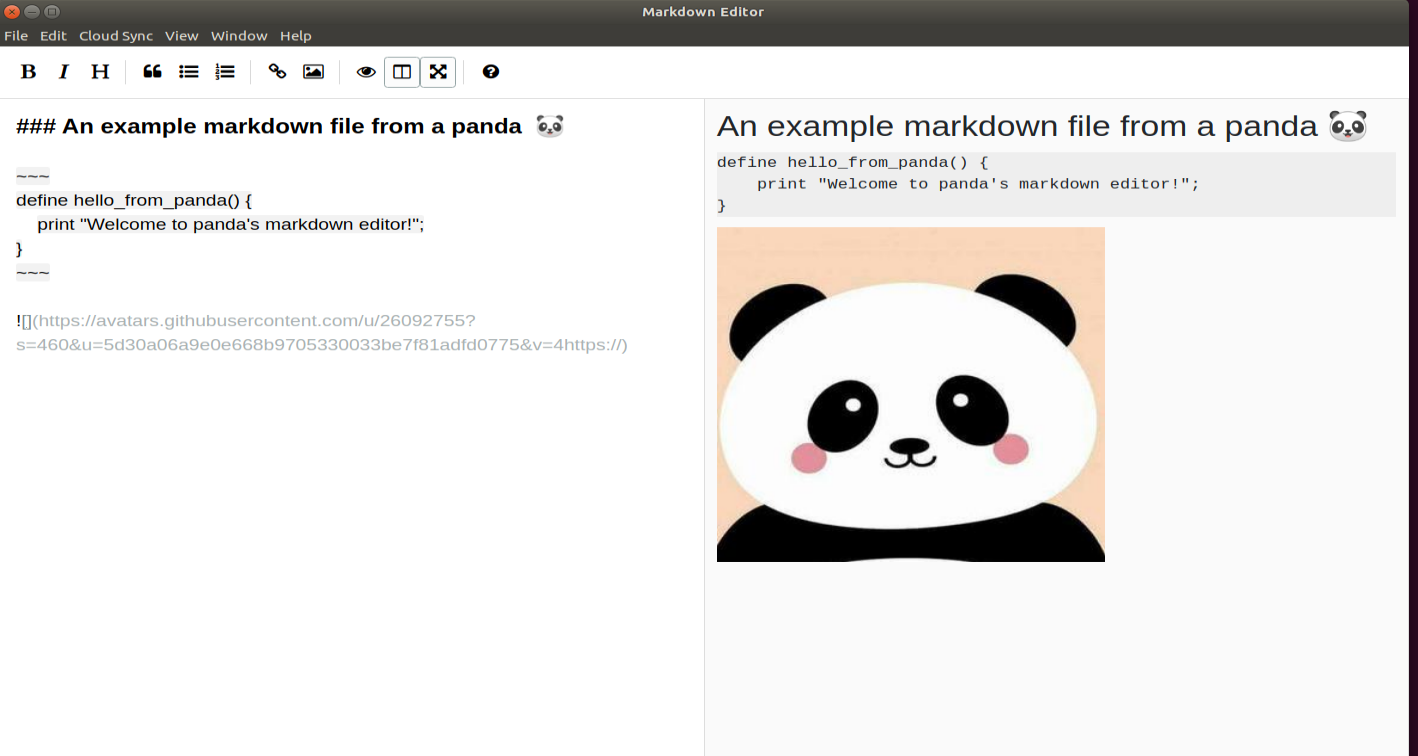 Markdown Editor
File Edit Cloud Sync View Window Help
B I H
### An example markdown file from a panda 🐼
~~~
define hello_from_panda() {
    print "Welcome to panda's markdown editor!";
}
~~~
![](https://avatars.githubusercontent.com/u/26092755?
s=460&u=5d30a06a9e0e668b9705330033be7f81adfd0775&v=4https://)
An example markdown file from a panda 🐼
define hello_from_panda() {
    print "Welcome to panda's markdown editor!";
}